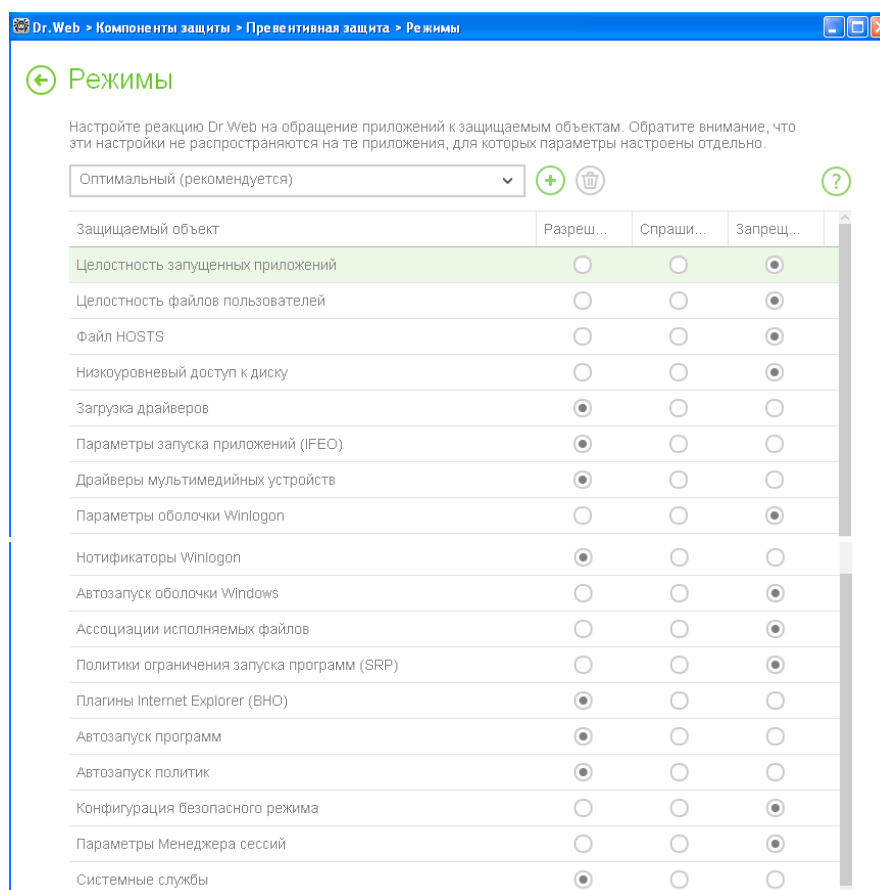 Dr.Web > Компоненты защиты > Превентивная защита > Режимы
Режимы
Настройте реакцию Dr.Web на обращение приложений к защищаемым объектам. Обратите внимание, что
эти настройки не распространяются на те приложения, для которых параметры настроены отдельно.
Оптимальный (рекомендуется)
?
Защищаемый объект Разреш... Спраши... Запрещ...
Целостность запущенных приложений
Целостность файлов пользователей
Файл HOSTS
Низкоуровневый доступ к диску
Загрузка драйверов
Параметры запуска приложений (IFEO)
Драйверы мультимедийных устройств
Параметры оболочки Winlogon
Нотификаторы Winlogon
Автозапуск оболочки Windows
Ассоциации исполняемых файлов
Политики ограничения запуска программ (SRP)
Плагины Internet Explorer (BHO)
Автозапуск программ
Автозапуск политик
Конфигурация безопасного режима
Параметры Менеджера сессий
Системные службы